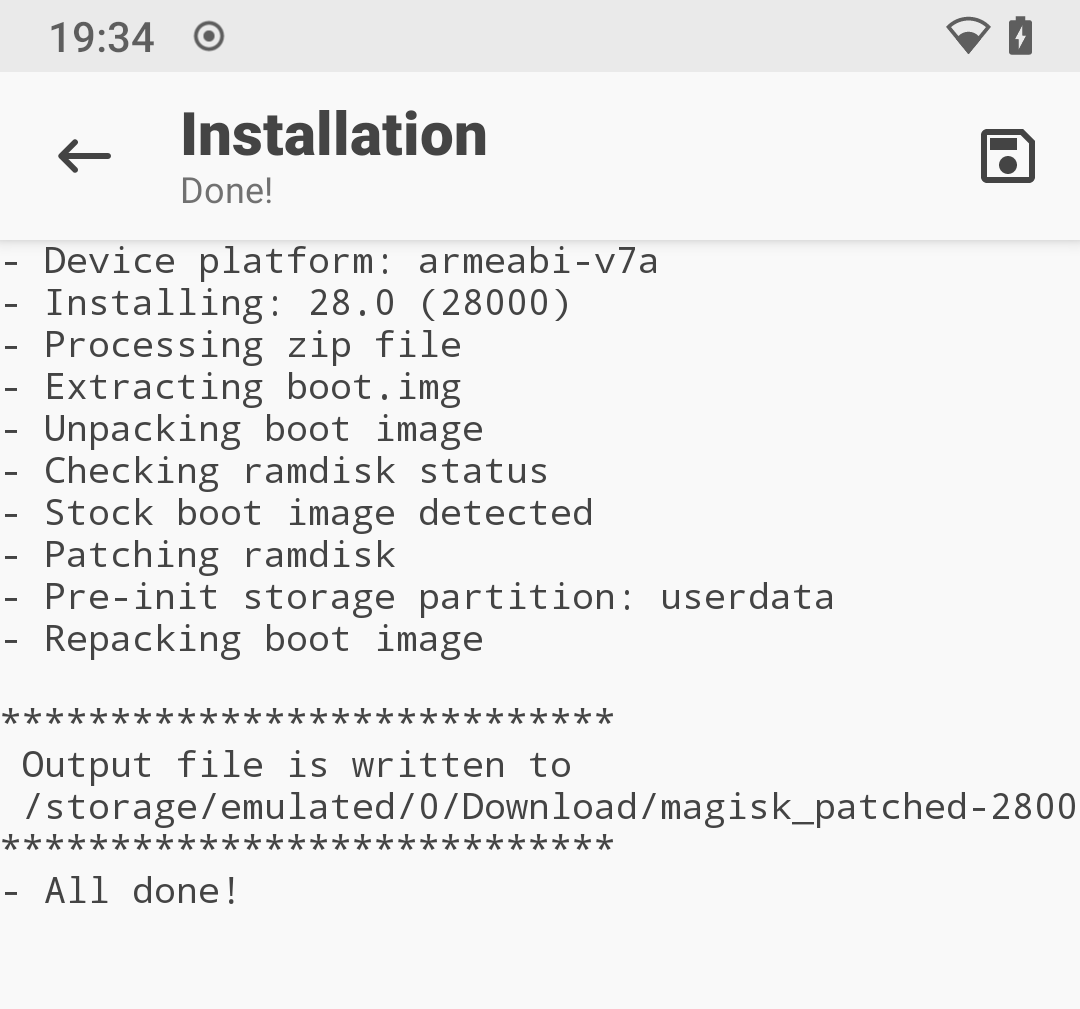 19:34
Installation
Done!
- Device platform: armeabi-v7a
- Installing: 28.0 (28000)
- Processing zip file
- Extracting boot.img
- Unpacking boot image
- Checking ramdisk status
- Stock boot image detected
- Patching ramdisk
- Pre-init storage partition: userdata
- Repacking boot image
****************************
Output file is written to
/storage/emulated/0/Download/magisk_patched-2800
****************************
- All done!